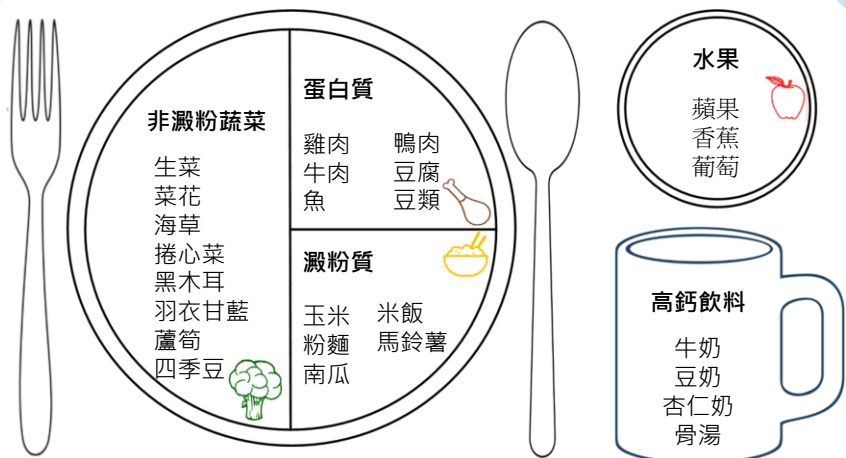 非澱粉蔬菜
生菜
菜花
海草
捲心菜
黑木耳
羽衣甘藍
蘆筍
四季豆
蛋白質
雞肉 鴨肉
牛肉 豆腐
魚 豆類
澱粉質
玉米 米飯
粉麵 馬鈴薯
南瓜
水果
蘋果
香蕉
葡萄
高鈣飲料
牛奶
豆奶
杏仁奶
骨湯